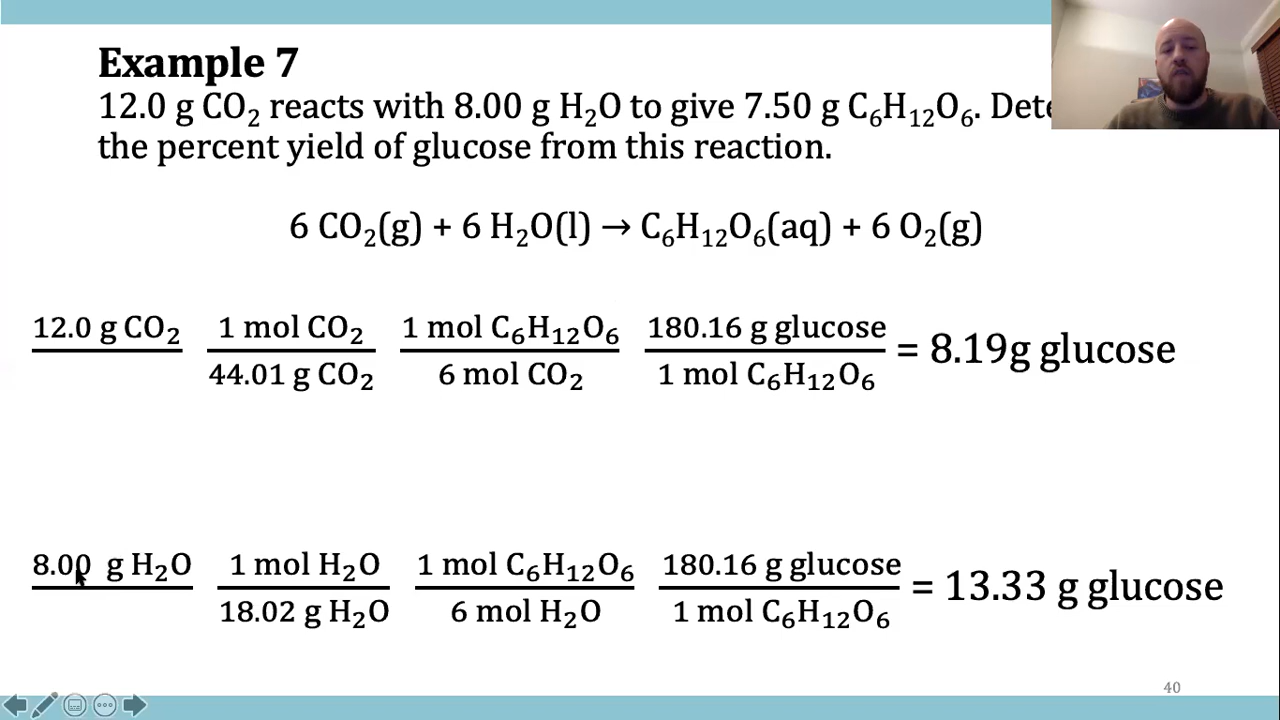 Example 7
12.0 g CO₂ reacts with 8.00 g H₂O to give 7.50 g C₆H₁₂O₆.
the percent yield of glucose from this reaction.
6 CO₂(g) + 6 H₂O(l) → C₆H₁₂O₆(aq) + 6 O₂(g)
12.0 g CO₂ 1 mol CO₂ 1 mol C₆H₁₂O₆ 180.16 g glucose
= 8.19g glucose
44.01 g CO₂ 6 mol CO₂ 1 mol C₆H₁₂O₆
8.00 g H₂O 1 mol H₂O 1 mol C₆H₁₂O₆ 180.16 g glucose
= 13.33 g glucose
18.02 g H₂O 6 mol H₂O 1 mol C₆H₁₂O₆
40